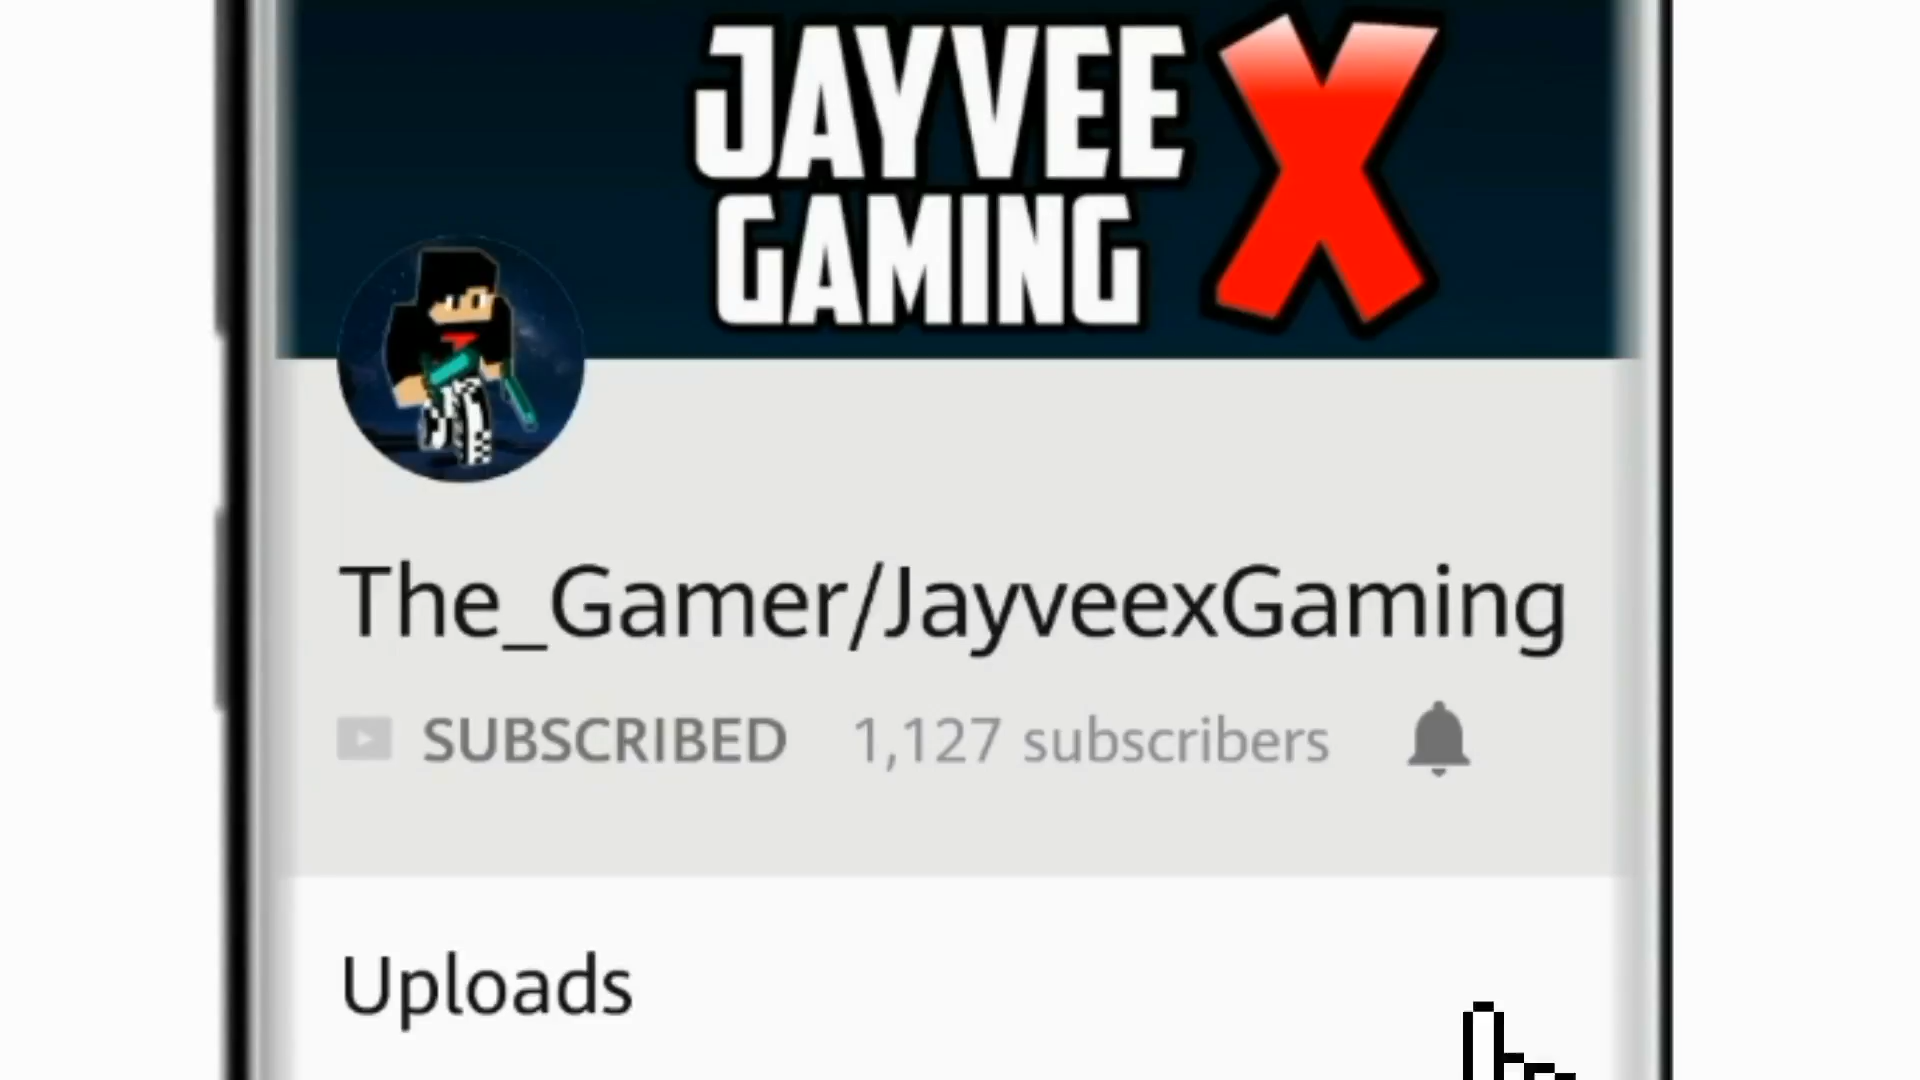 JAYVEE X
GAMING
The_Gamer/JayveexGaming
SUBSCRIBED 1,127 subscribers
Uploads